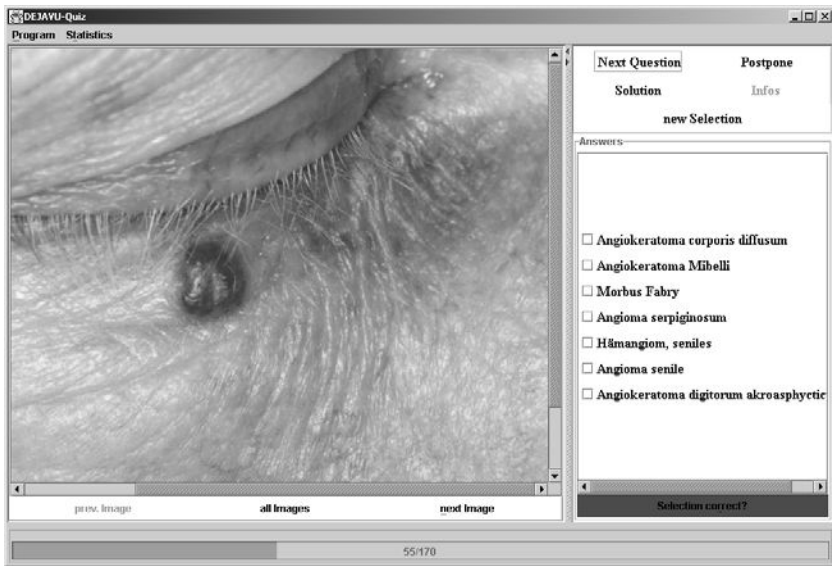 DEJAVU-Quiz
Program Statistics
Next Question Postpone
Solution Infos
new Selection
Answers
Angiokeratoma corporis diffusum
Angiokeratoma Mibelli
Morbus Fabry
Angioma serpiginosum
Hämangiom, seniles
Angioma senile
Angiokeratoma digitorum akroasphyctic
prev. Image all Images next Image
Selection correct?
55/170